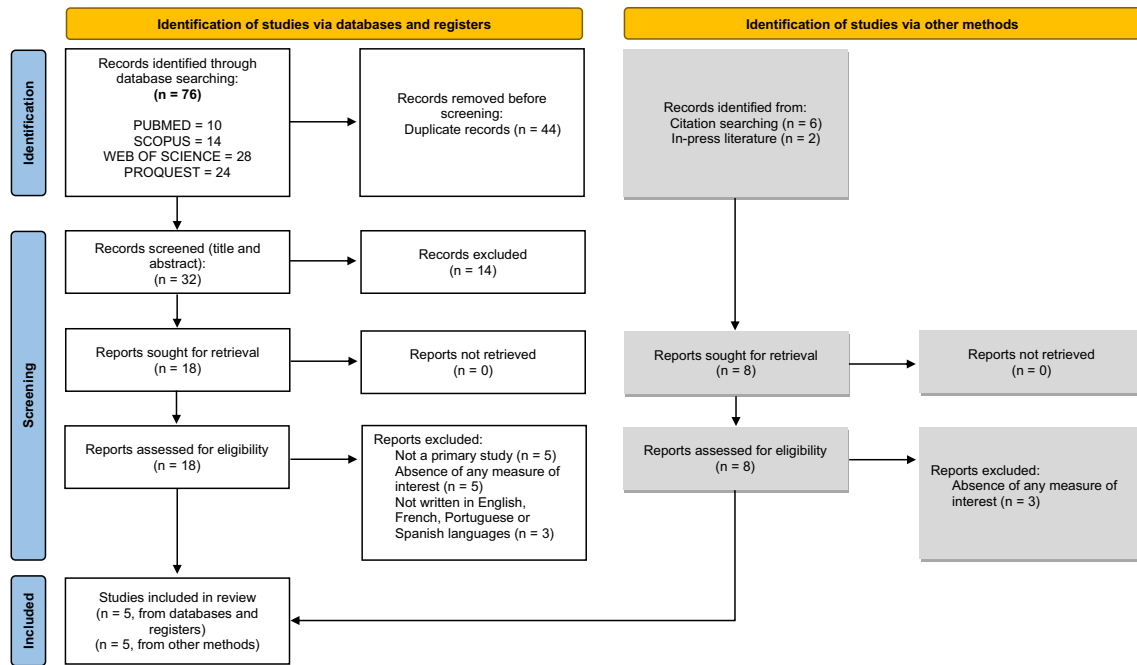 Identification of studies via databases and registers
Identification of studies via other methods
Identification
Records identified through
database searching:
(n = 76)
PUBMED = 10
SCOPUS = 14
WEB OF SCIENCE = 28
PROQUEST = 24
Records removed before
screening:
Duplicate records (n = 44)
Records identified from:
Citation searching (n = 6)
In-press literature (n = 2)
Screening
Records screened (title and
abstract):
(n = 32)
Records excluded
(n = 14)
Reports sought for retrieval
(n = 18)
Reports not retrieved
(n = 0)
Reports sought for retrieval
(n = 8)
Reports not retrieved
(n = 0)
Reports assessed for eligibility
(n = 18)
Reports excluded:
Not a primary study (n = 5)
Absence of any measure of
interest (n = 5)
Not written in English,
French, Portuguese or
Spanish languages (n = 3)
Reports assessed for eligibility
(n = 8)
Reports excluded:
Absence of any measure of
interest (n = 3)
Included
Studies included in review
(n = 5, from databases and
registers)
(n = 5, from other methods)